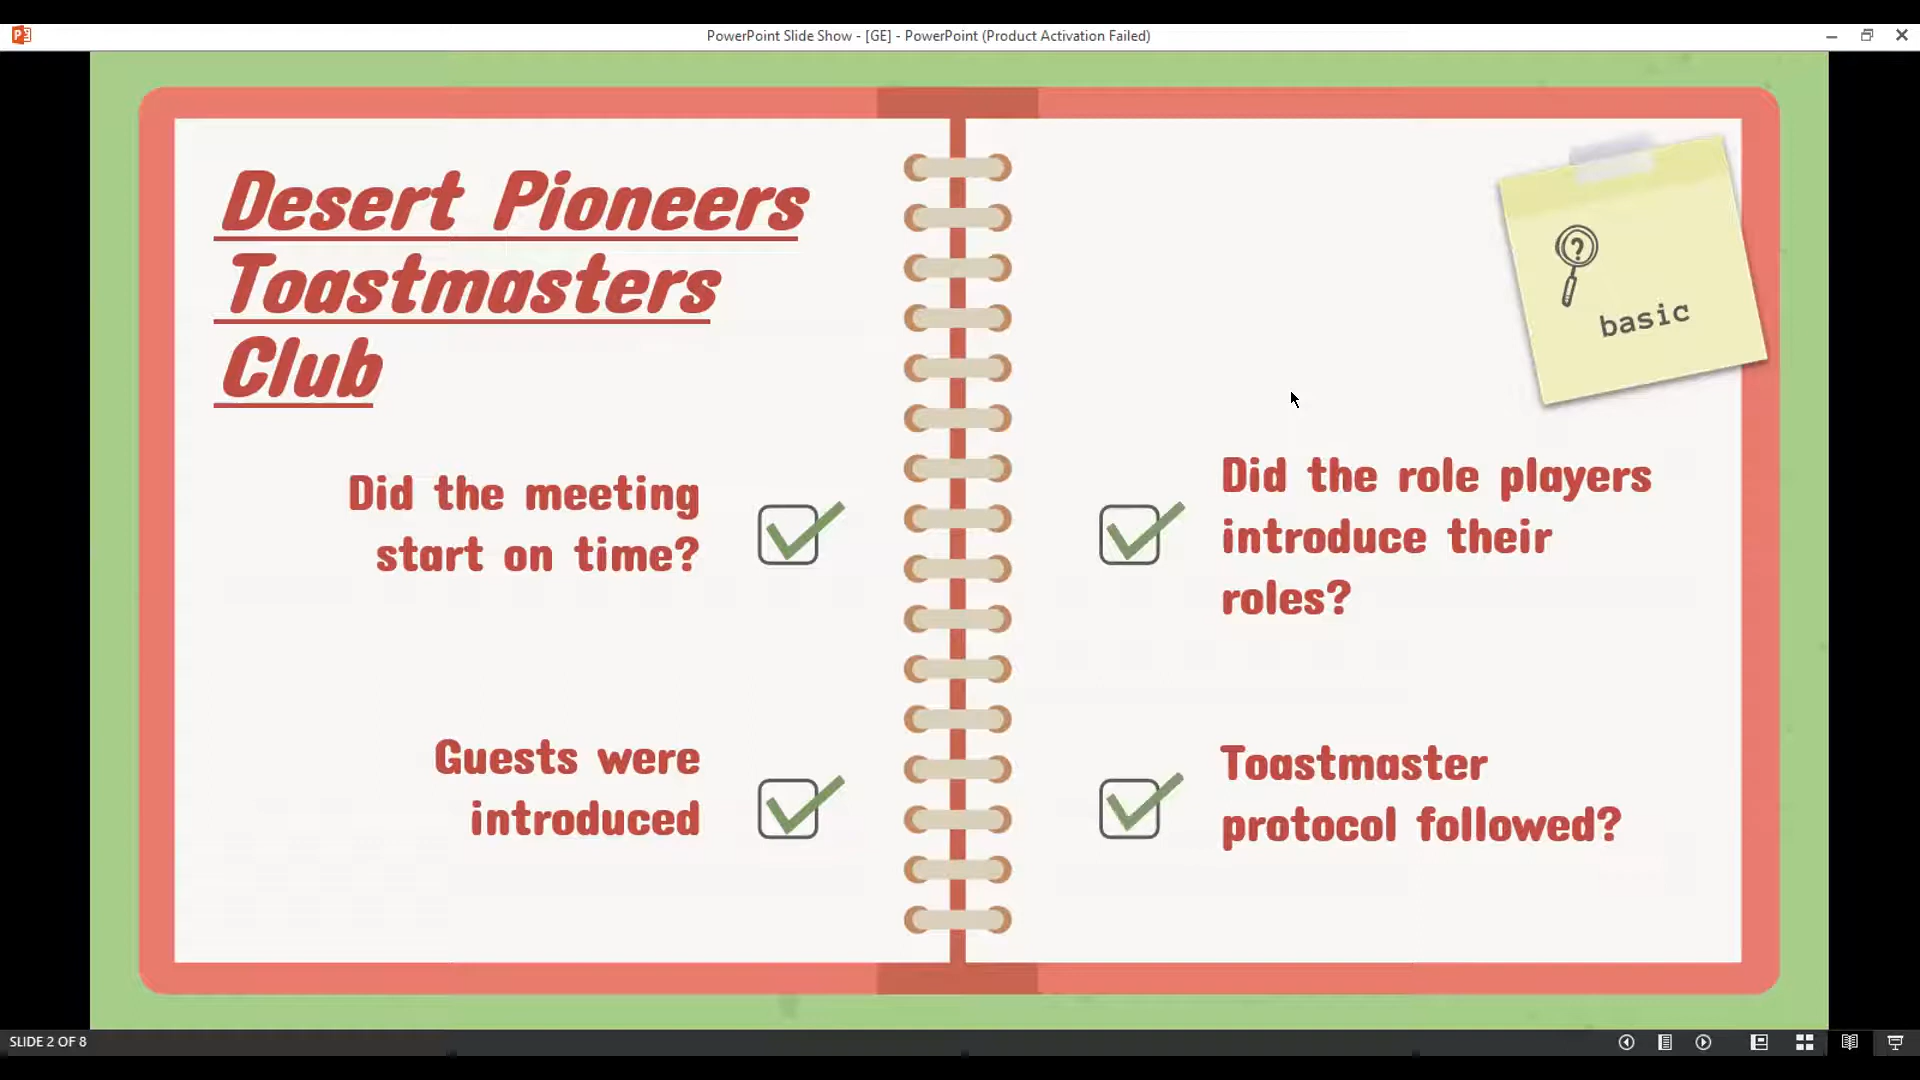 PowerPoint Slide Show - [GE] - PowerPoint (Product Activation Failed)
Desert Pioneers
Toastmasters
Club
?
basic
Did the meeting
start on time?
Did the role players
introduce their
roles?
Guests were
introduced
Toastmaster
protocol followed?
SLIDE 2 OF 8